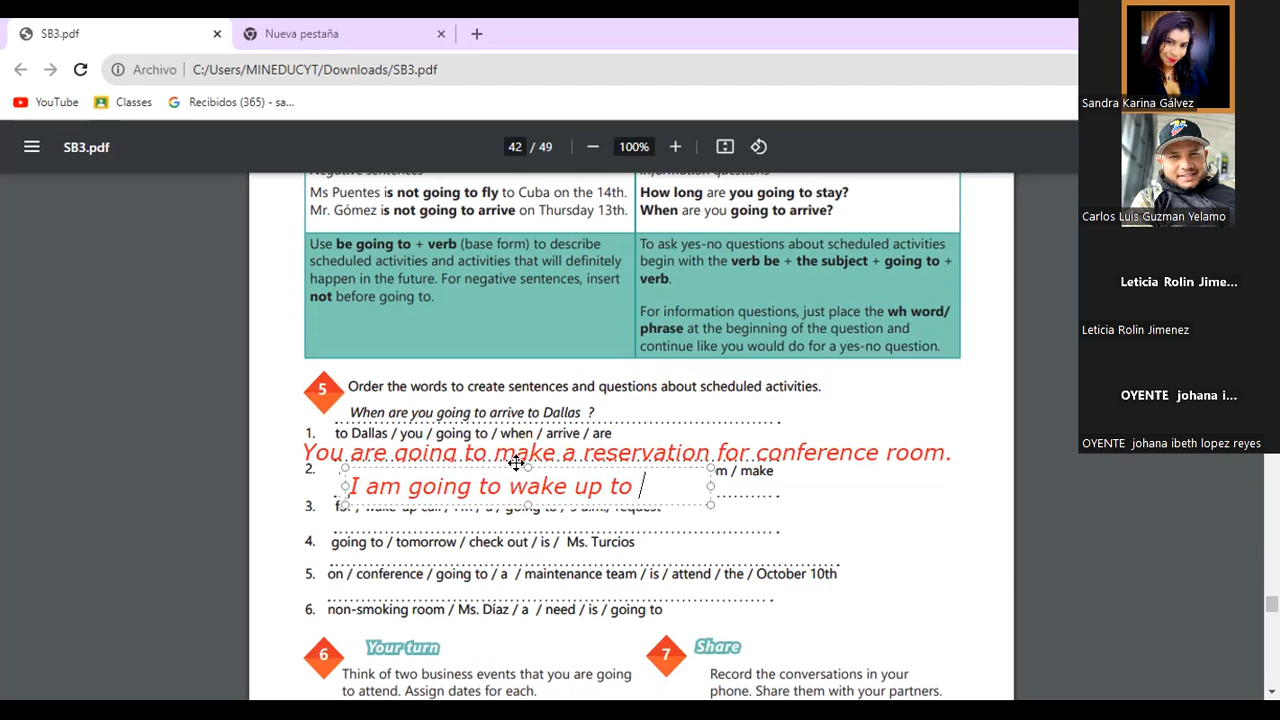 SB3.pdf
Nueva pestaña
Archivo
C:/Users/MINEDUCYT/Downloads/SB3.pdf
YouTube
Classes
Recibidos (365) - sa...
SB3.pdf
42 / 49
100%
Negative sentences
Information questions
Ms Puentes is not going to fly to Cuba on the 14th.
Mr. Gómez is not going to arrive on Thursday 13th.
How long are you going to stay?
When are you going to arrive?
Use be going to + verb (base form) to describe
scheduled activities and activities that will definitely
happen in the future. For negative sentences, insert
not before going to.
To ask yes-no questions about scheduled activities
begin with the verb be + the subject + going to +
verb.
For information questions, just place the wh word/
phrase at the beginning of the question and
continue like you would do for a yes-no question.
5 Order the words to create sentences and questions about scheduled activities.
When are you going to arrive to Dallas ?
1. to Dallas / you / going to / when / arrive / are
You are going to make a reservation for conference room.
2. m / make
I am going to wake up to
3. / wake up call / I'm / a / going to / 5 a.m./ request
4. going to / tomorrow / check out / is / Ms. Turcios
5. on / conference / going to / a / maintenance team / is / attend / the / October 10th
6. non-smoking room / Ms. Díaz / a / need / is / going to
6 Your turn
Think of two business events that you are going
to attend. Assign dates for each.
7 Share
Record the conversations in your
phone. Share them with your partners.
Sandra Karina Gálvez
Carlos Luis Guzman Yelamo
Leticia Rolin Jime...
Leticia Rolin Jimenez
OYENTE johana i...
OYENTE johana ibeth lopez reyes